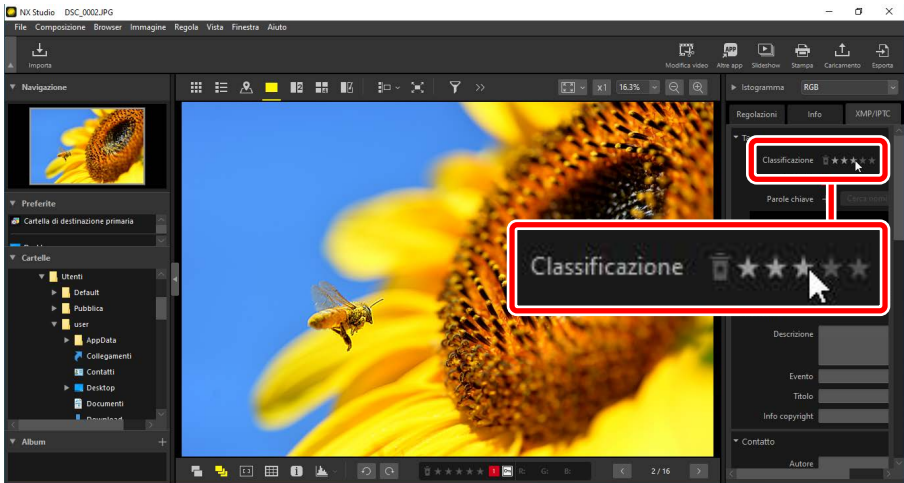 NX Studio DSC_0002.JPG
File Composizione Browser Immagine Regola Vista Finestra Aiuto
Importa
Modifica video Altre app Slideshow Stampa Caricamento Esporta
Navigazione
x1 16.3%
Istogramma RGB
Regolazioni Info XMP/IPTC
Classificazione
Parole chiave
Preferite
Cartella di destinazione primaria
Cartelle
Utenti
Default
Pubblica
user
AppData
Collegamenti
Contatti
Desktop
Documenti
Classificazione
Descrizione
Evento
Titolo
Info copyright
Contatto
Autore
Album
R: G: B:
2/16